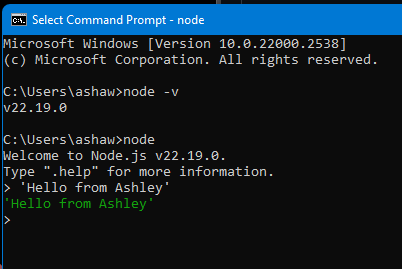 Select Command Prompt - node
Microsoft Windows [Version 10.0.22000.2538]
(c) Microsoft Corporation. All rights reserved.
C:\Users\ashaw>node -v
v22.19.0
C:\Users\ashaw>node
Welcome to Node.js v22.19.0.
Type ".help" for more information.
> 'Hello from Ashley'
'Hello from Ashley'
>